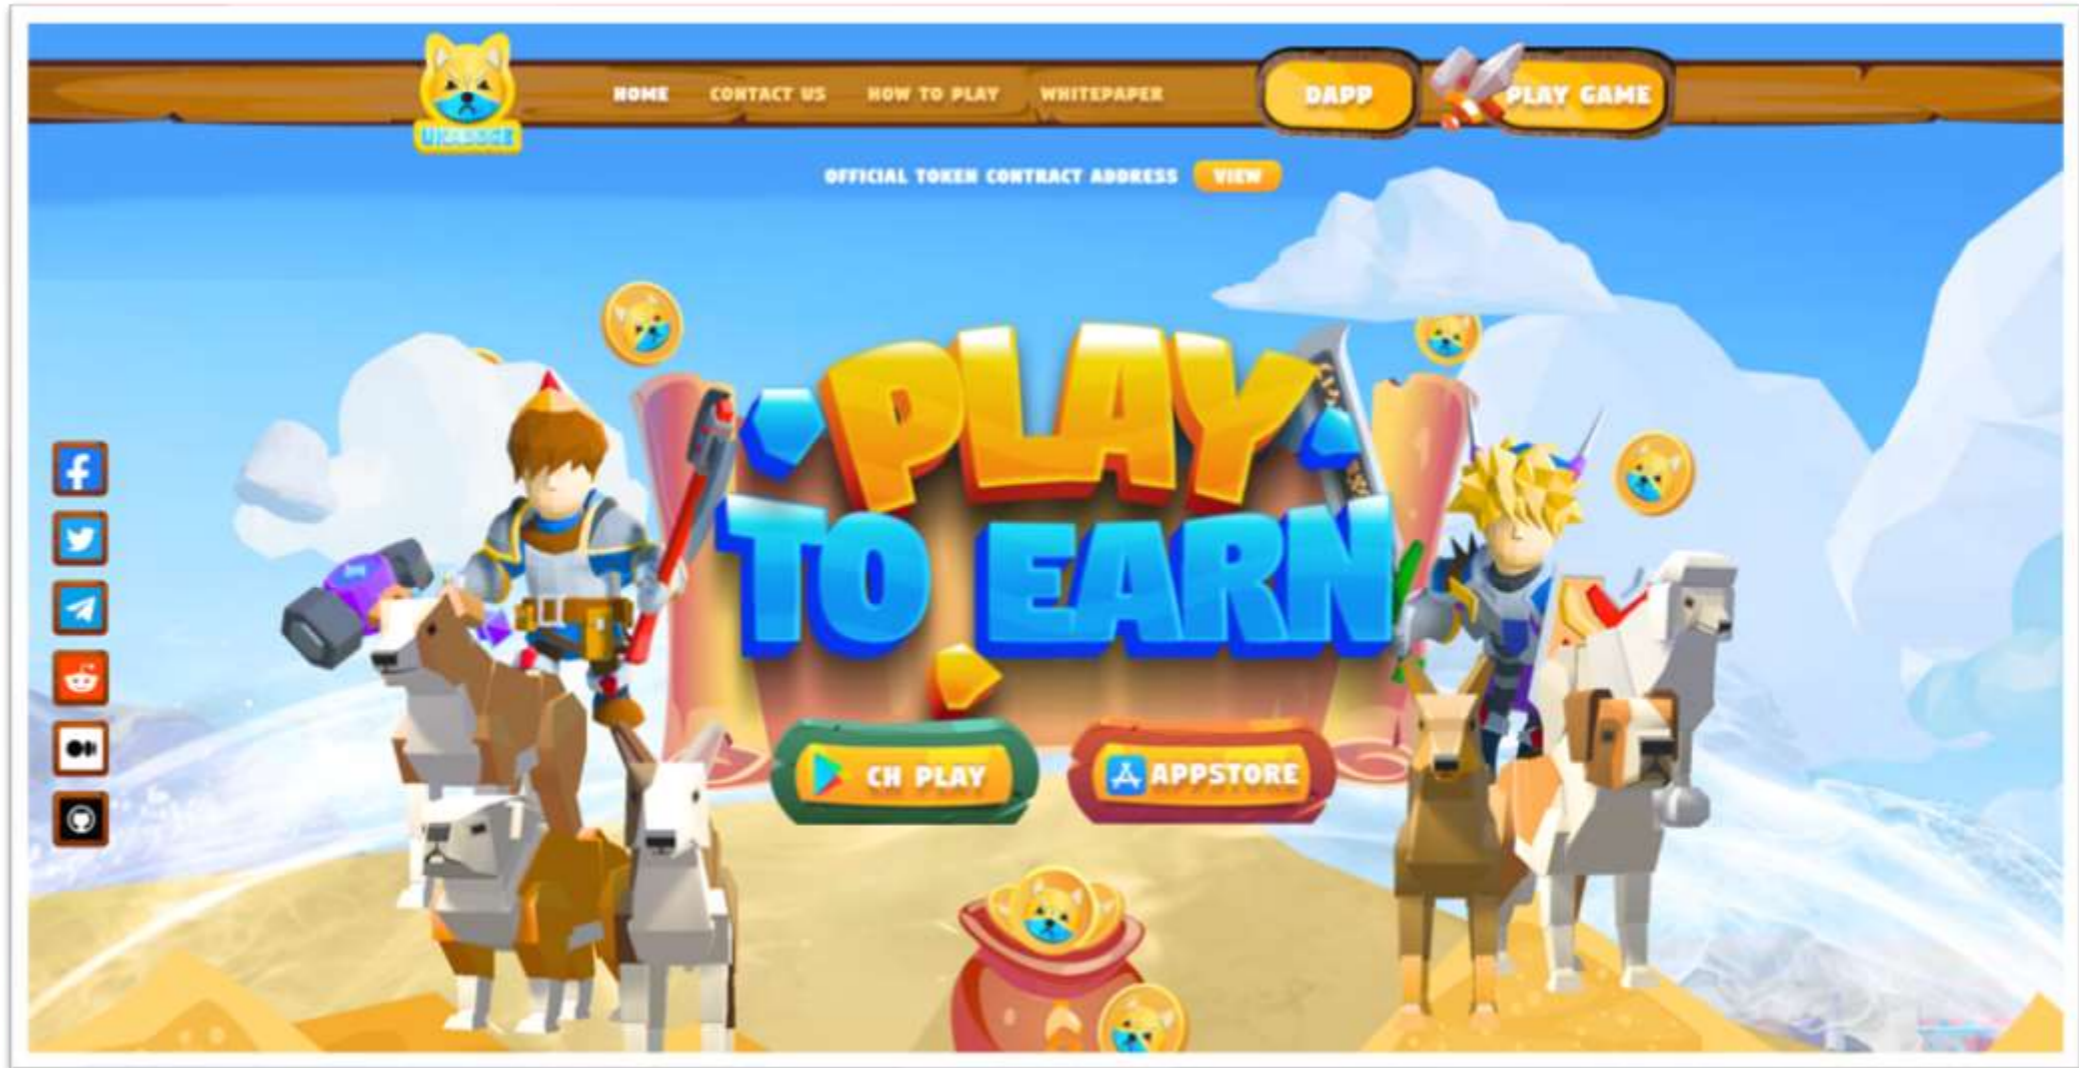 HOME CONTACT US HOW TO PLAY WHITEPAPER DAPP PLAY GAME
OFFICIAL TOKEN CONTRACT ADDRESS VIEW
PLAY
TO EARN
CH PLAY APPSTORE